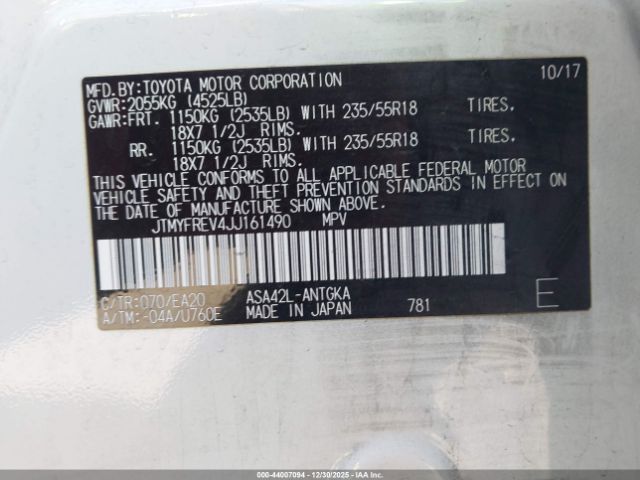 MFD.BY:TOYOTA MOTOR CORPORATION 10/17
GVWR:2055KG (4525LB)
GAWR:FRT. 1150KG (2535LB) WITH 235/55R18 TIRES,
18X7 1/2J RIMS.
RR. 1150KG (2535LB) WITH 235/55R18 TIRES,
18X7 1/2J RIMS.
THIS VEHICLE CONFORMS TO ALL APPLICABLE FEDERAL MOTOR
VEHICLE SAFETY AND THEFT PREVENTION STANDARDS IN EFFECT ON
THE DATE OF MANUFACTURE SHOWN ABOVE.
JTMYFREV4JJ161490 MPV
C/TR:070/EA20 ASA42L-ANTGKA
A/TM:-04A/U760E MADE IN JAPAN 781 E
000-44007094 - 12/30/2025 - IAAI.COM